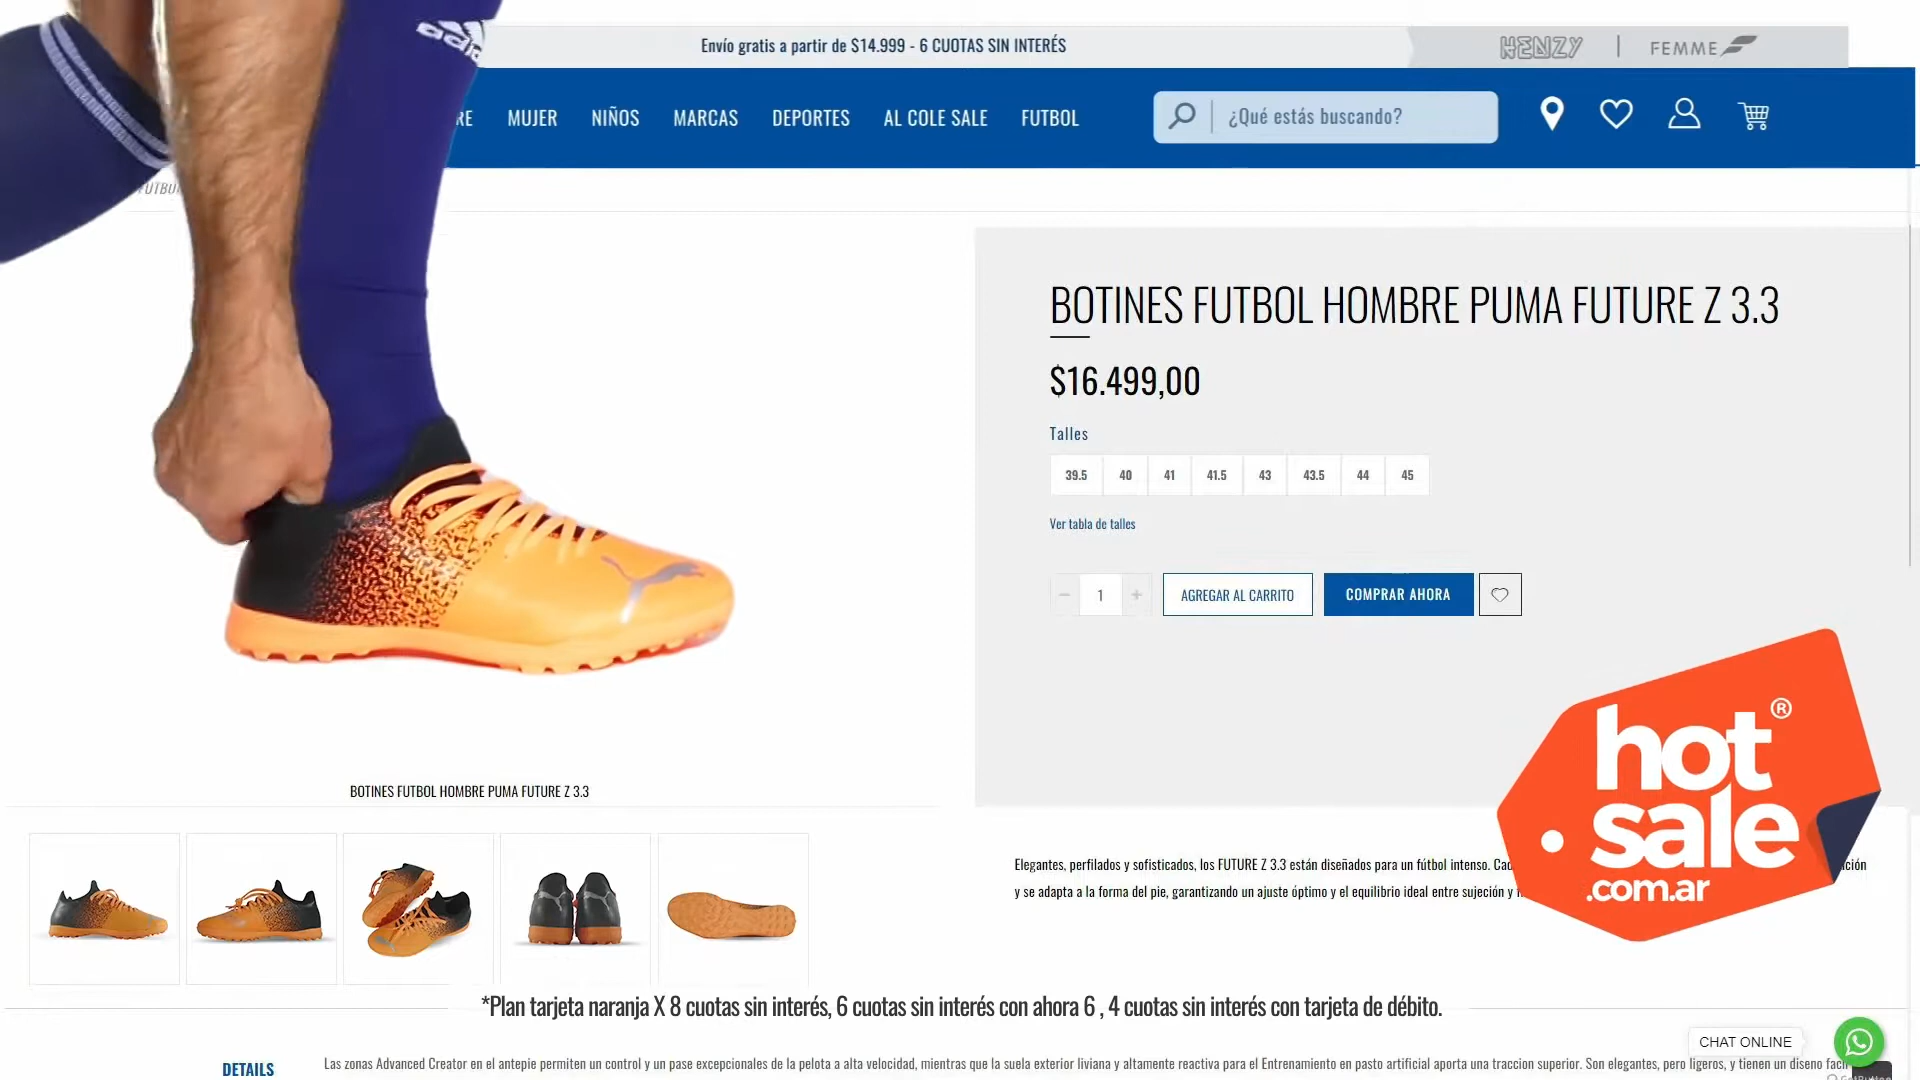 Envío gratis a partir de $14.999 - 6 CUOTAS SIN INTERÉS
HENZY | FEMME
MUJER NIÑOS MARCAS DEPORTES AL COLE SALE FUTBOL
¿Qué estás buscando?
BOTINES FUTBOL HOMBRE PUMA FUTURE Z 3.3
$16.499,00
Talles
39.5 40 41 41.5 43 43.5 44 45
Ver tabla de talles
− 1 + AGREGAR AL CARRITO COMPRAR AHORA
hot®
sale
.com.ar
BOTINES FUTBOL HOMBRE PUMA FUTURE Z 3.3
Elegantes, perfilados y sofisticados, los FUTURE Z 3.3 están diseñados para un fútbol intenso.
y se adapta a la forma del pie, garantizando un ajuste óptimo y el equilibrio ideal entre sujeción y
*Plan tarjeta naranja X 8 cuotas sin interés, 6 cuotas sin interés con ahora 6 , 4 cuotas sin interés con tarjeta de débito.
CHAT ONLINE
DETAILS
Las zonas Advanced Creator en el antepie permiten un control y un pase excepcionales de la pelota a alta velocidad, mientras que la suela exterior liviana y altamente reactiva para el Entrenamiento en pasto artificial aporta una traccion superior. Son elegantes, pero ligeros, y tienen un diseno